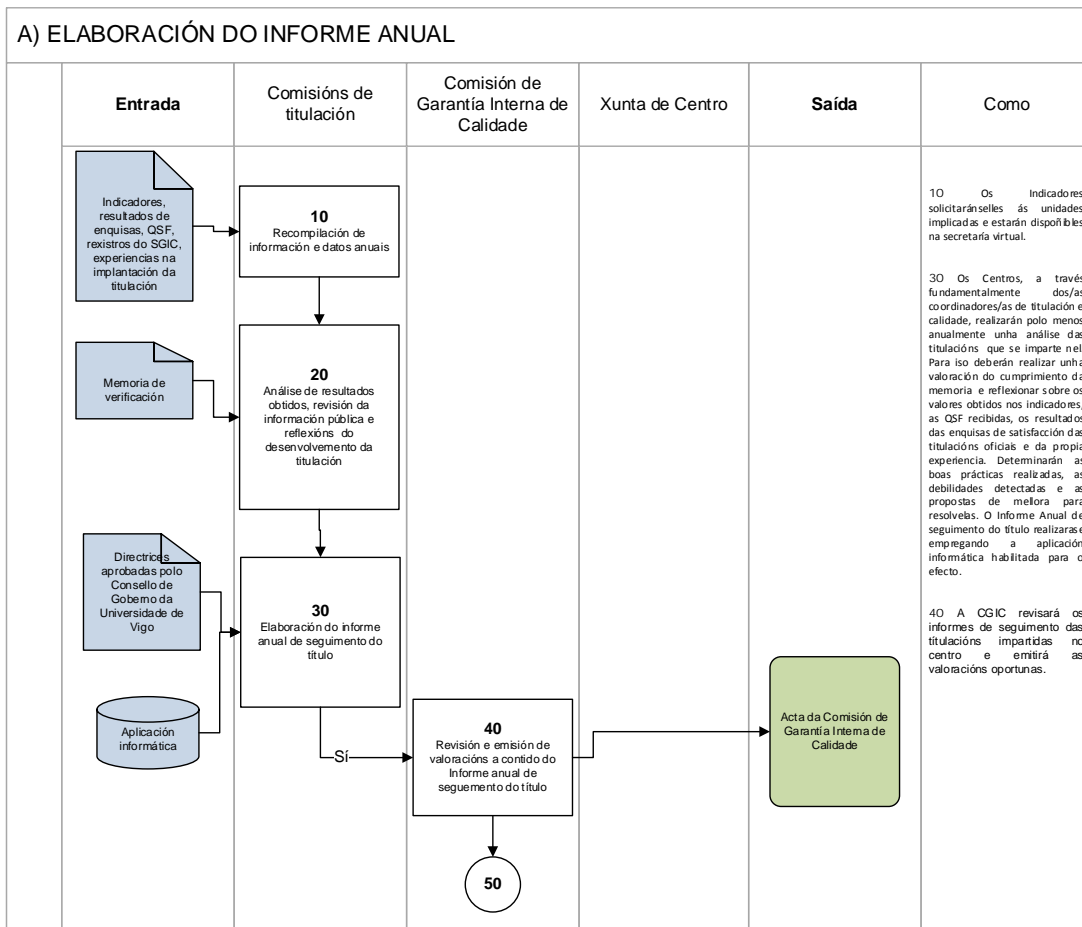 A) ELABORACIÓN DO INFORME ANUAL
Entrada
Comisións de
titulación
Comisión de
Garantía Interna de
Calidade
Xunta de Centro
Saída
Como
Indicadores,
resultados de
enquisas, QSF,
rexistros do SGIC,
experiencias na
implantación da
titulación
10
Recompilación de
información e datos anuais
Memoria de
verificación
20
Análise de resultados
obtidos, revisión da
información pública e
reflexións do
desenvolvemento da
titulación
Directrices
aprobadas polo
Consello de
Goberno da
Universidade de
Vigo
Aplicación
informática
30
Elaboración do informe
anual de seguimento do
título
Sí
40
Revisión e emisión de
valoracións a contido do
Informe anual de
seguemento do título
50
Acta da Comisión de
Garantía Interna de
Calidade
10 Os Indicadores
solicitaránselles ás unidades
implicadas e estarán dispoñibles
na secretaría virtual.
30 Os Centros, a través
fundamentalmente dos/as
coordinadores/as de titulación e
calidade, realizarán polo menos
anualmente unha análise das
titulacións que se imparte nel.
Para iso deberán realizar unha
valoración do cumprimento da
memoria e reflexionar sobre os
valores obtidos nos indicadores,
as QSF recibidas, os resultados
das enquisas de satisfacción das
titulacións oficiais e da propia
experiencia. Determinarán as
boas prácticas realizadas, as
debilidades detectadas e as
propostas de mellora para
resolvelas. O Informe Anual de
seguimento do título realizarase
empregando a aplicación
informática habilitada para o
efecto.
40 A CGIC revisará os
informes de seguimento das
títulacións impartidas no
centro e emitirá as
valoracións oportunas.